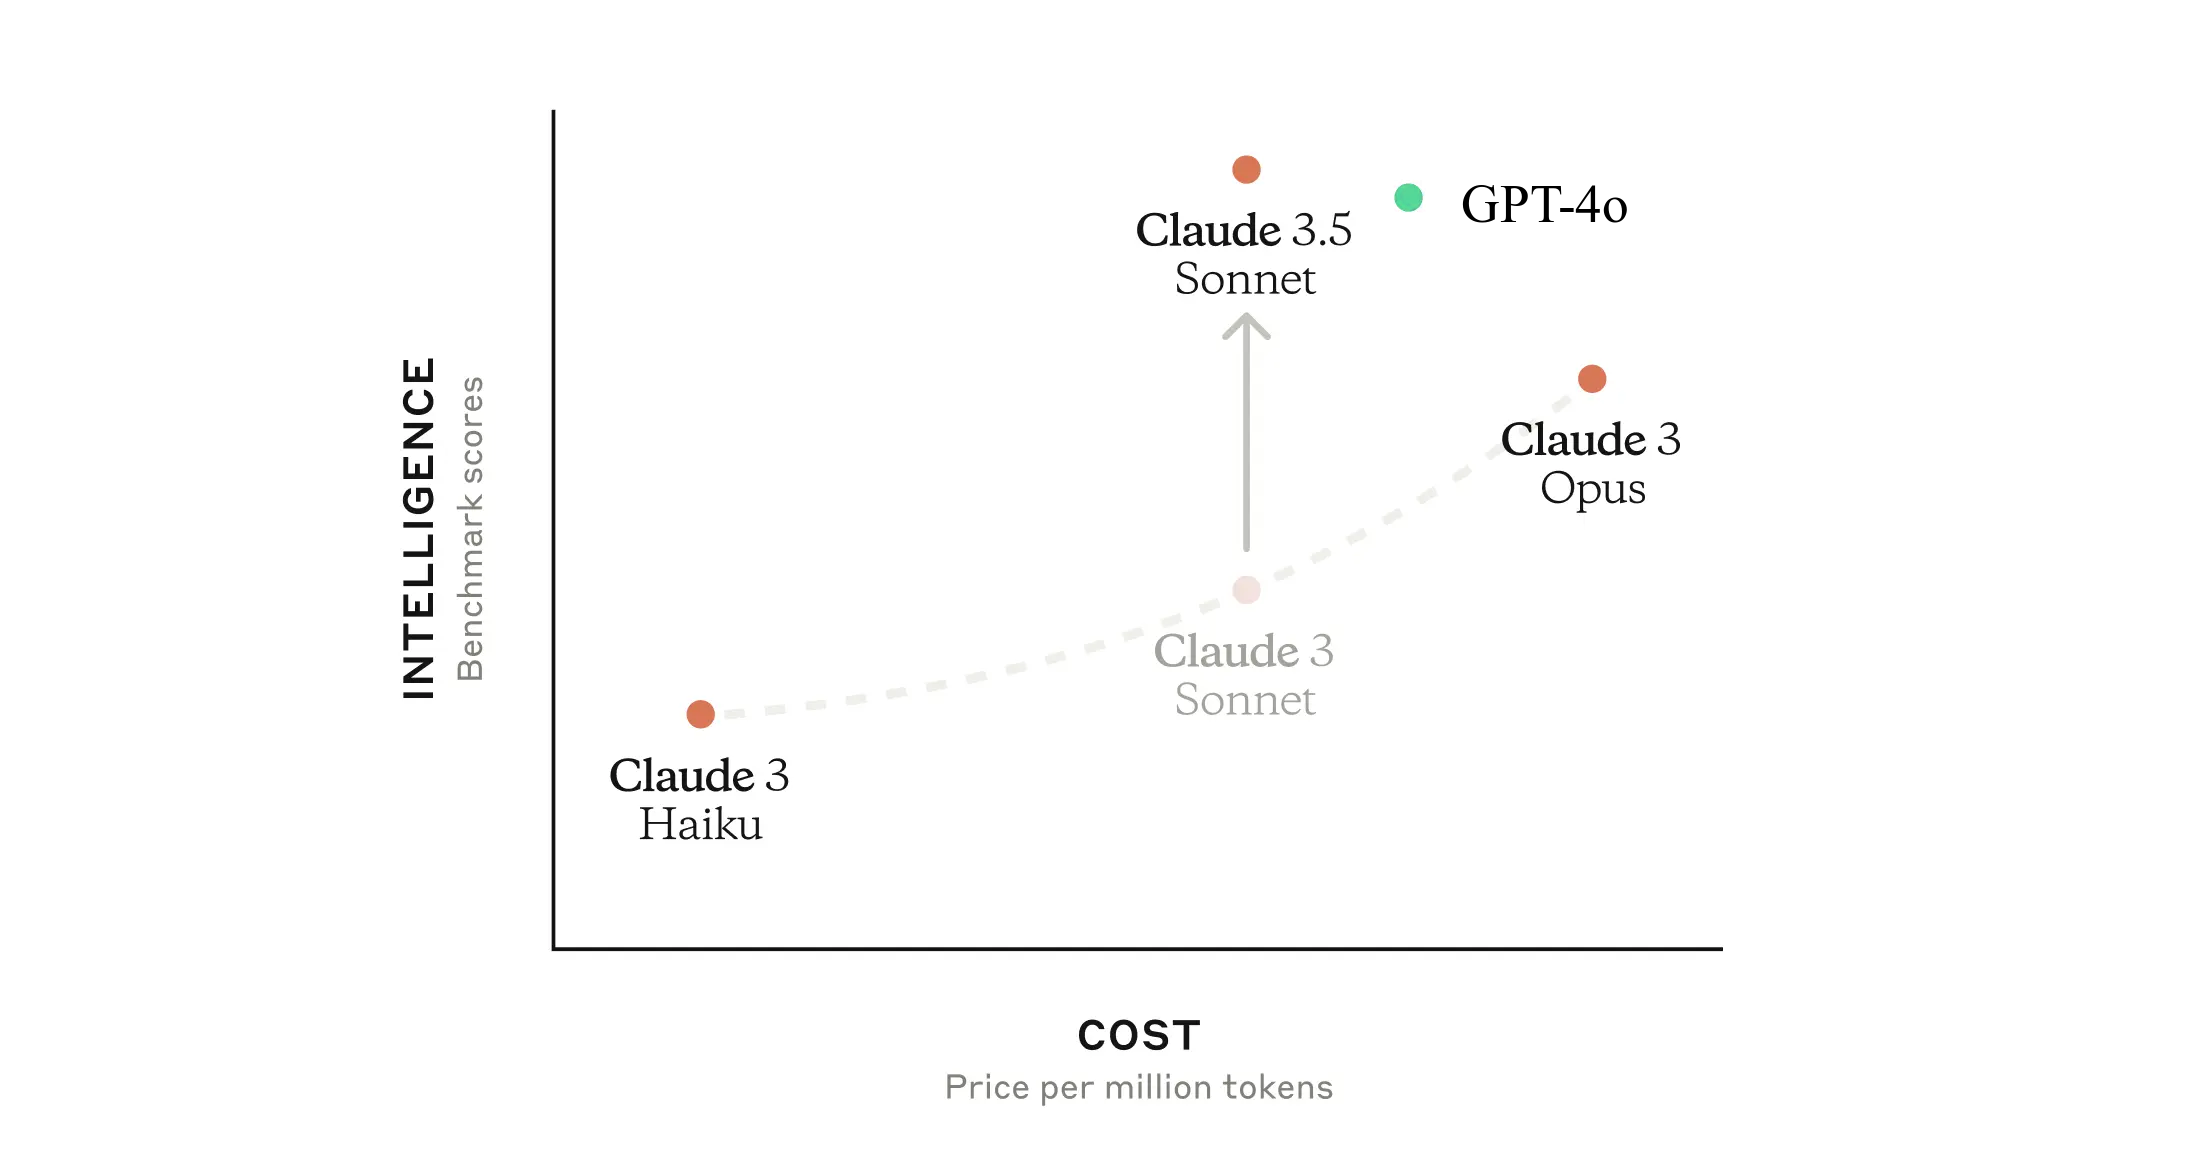 INTELLIGENCE
Benchmark scores
Claude 3.5
Sonnet
GPT-4o
Claude 3
Opus
Claude 3
Sonnet
Claude 3
Haiku
COST
Price per million tokens